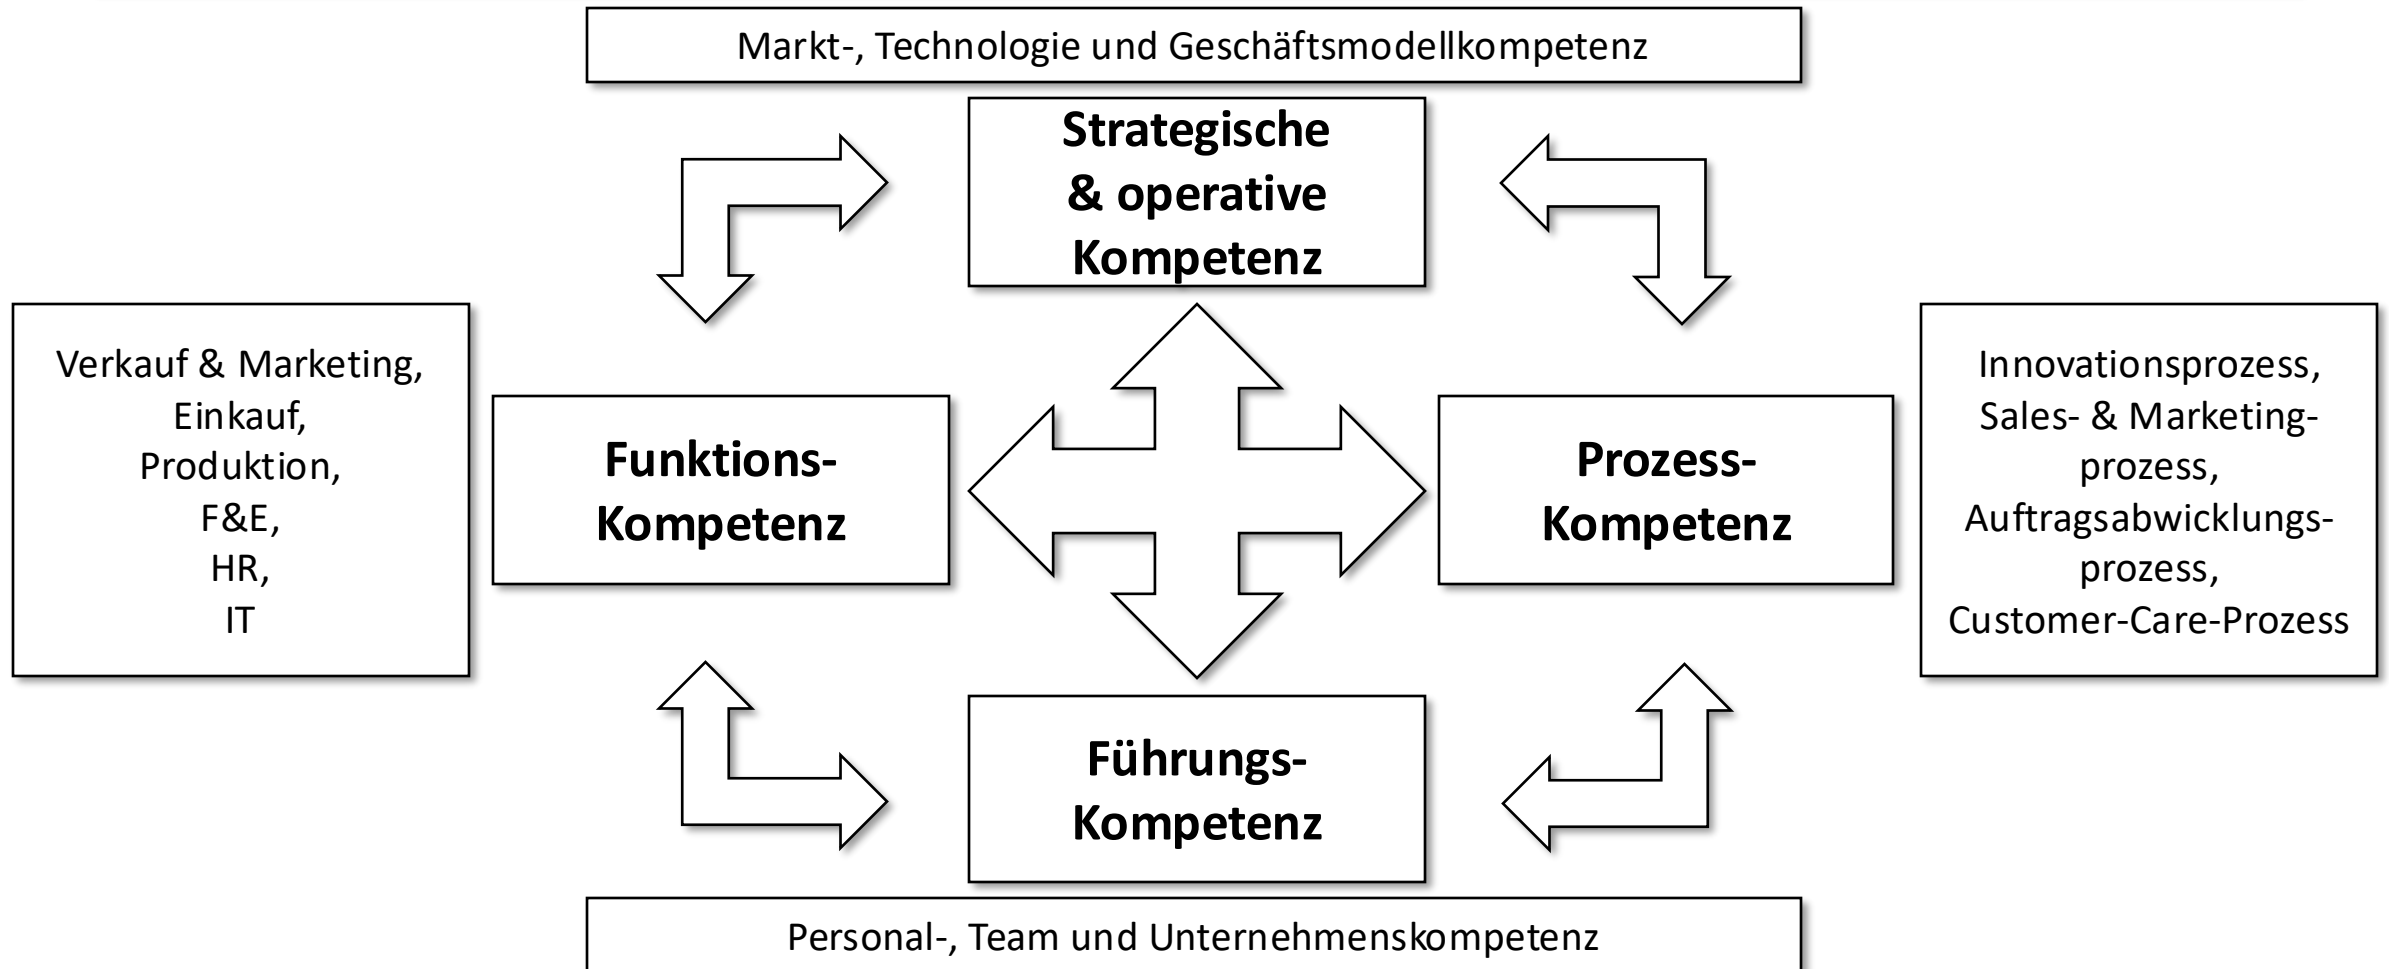 Markt-, Technologie und Geschäftsmodellkompetenz
Strategische
& operative
Kompetenz
Verkauf & Marketing,
Einkauf,
Produktion,
F&E,
HR,
IT
Funktions-
Kompetenz
Prozess-
Kompetenz
Innovationsprozess,
Sales- & Marketing-
prozess,
Auftragsabwicklungs-
prozess,
Customer-Care-Prozess
Führungs-
Kompetenz
Personal-, Team und Unternehmenskompetenz